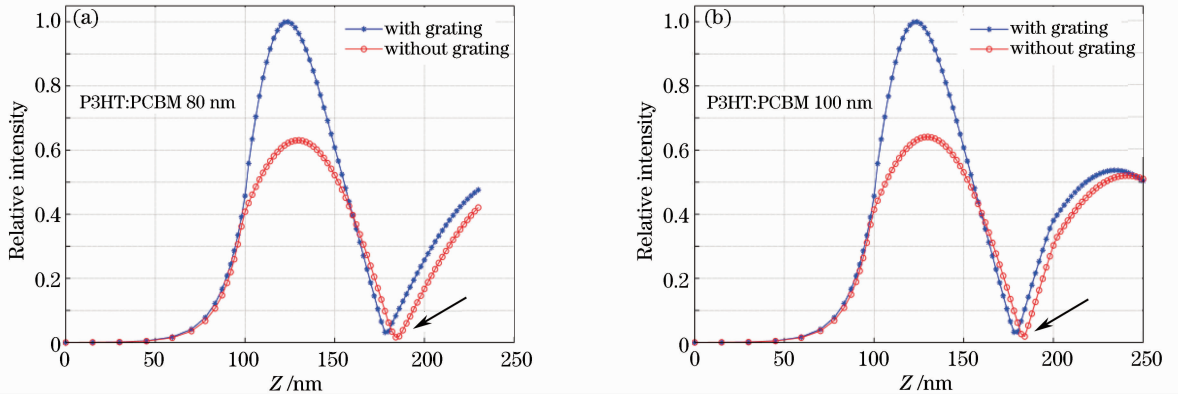 (a)
with grating
without grating
P3HT:PCBM 80 nm
Relative intensity
1.0
0.8
0.6
0.4
0.2
0
0 50 100 150 200 250
Z /nm
(b)
with grating
without grating
P3HT:PCBM 100 nm
Relative intensity
1.0
0.8
0.6
0.4
0.2
0
0 50 100 150 200 250
Z /nm